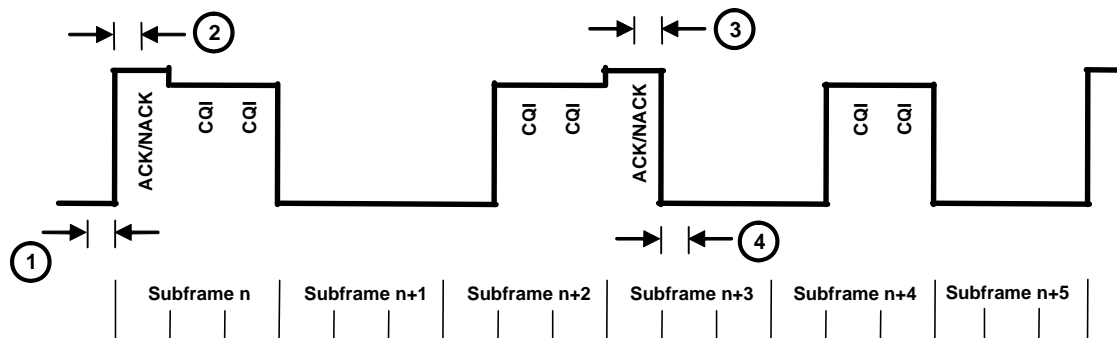 2
3
ACK/NACK
CQI
CQI
CQI
CQI
ACK/NACK
CQI
CQI
1
4
Subframe n
Subframe n+1
Subframe n+2
Subframe n+3
Subframe n+4
Subframe n+5